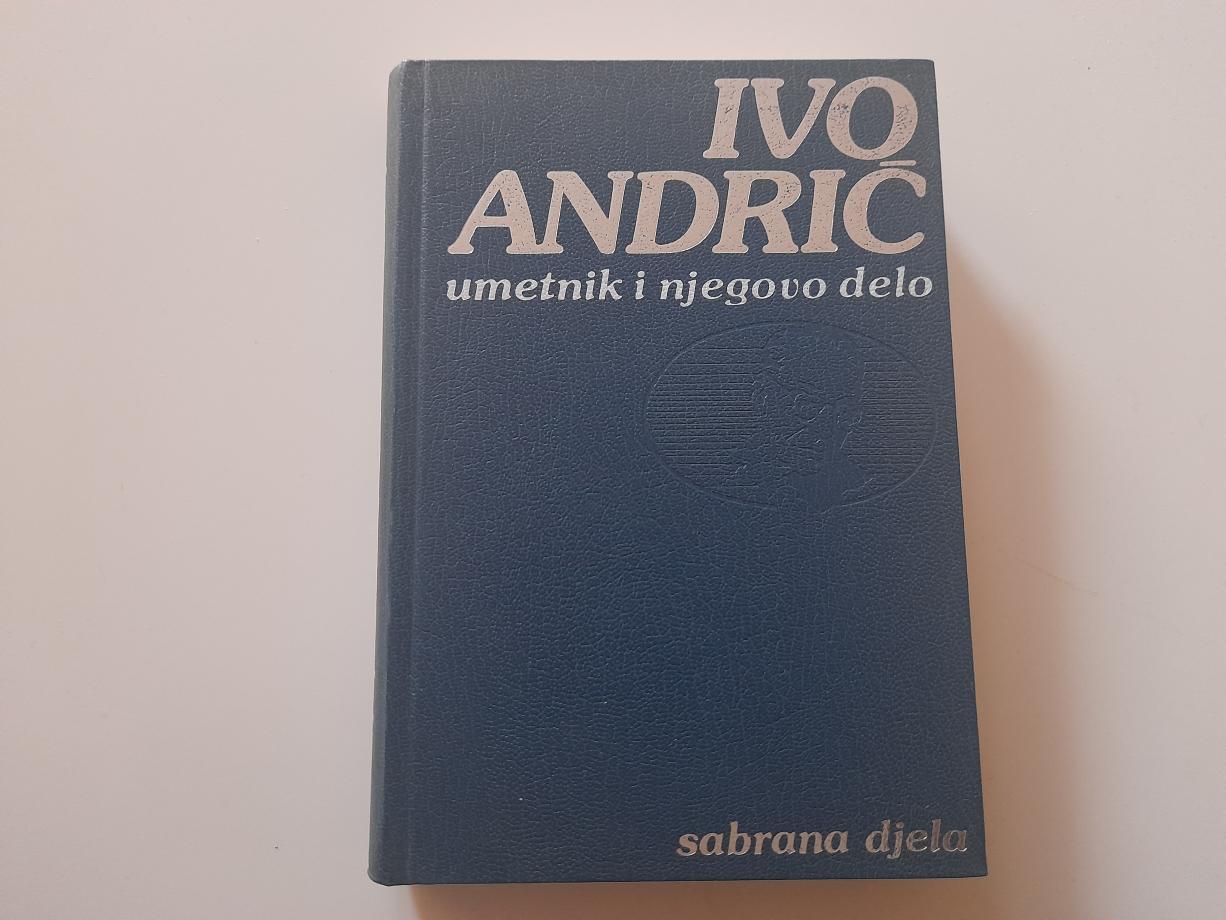 IVO
ANDRIĆ
umetnik i njegovo delo
sabrana djela